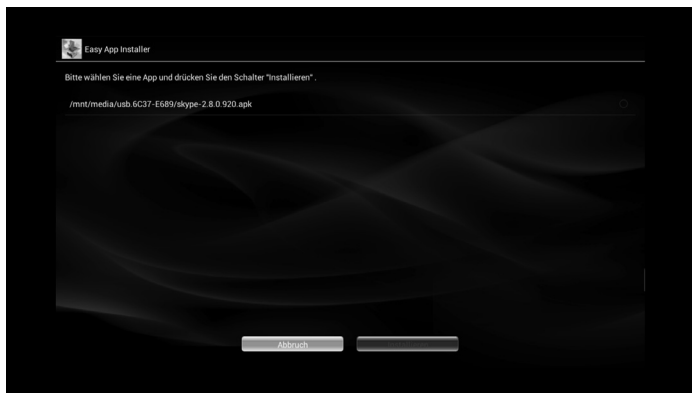 Easy App Installer
Bitte wählen Sie eine App und drücken Sie den Schalter "Installieren" .
/mnt/media/usb.6C37-E689/skype-2.8.0.920.apk
Abbruch